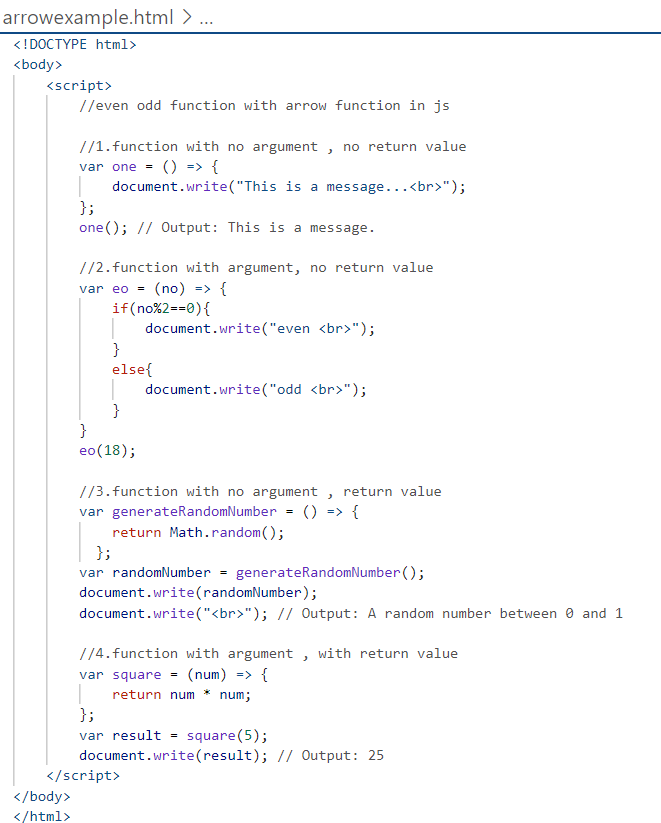 arrowexample.html > ...
<!DOCTYPE html>
<body>
    <script>
        //even odd function with arrow function in js

        //1.function with no argument , no return value
        var one = () => {
            document.write("This is a message...<br>");
        };
        one(); // Output: This is a message.

        //2.function with argument, no return value
        var eo = (no) => {
            if(no%2==0){
                document.write("even <br>");
            }
            else{
                document.write("odd <br>");
            }
        }
        eo(18);

        //3.function with no argument , return value
        var generateRandomNumber = () => {
            return Math.random();
          };
        var randomNumber = generateRandomNumber();
        document.write(randomNumber);
        document.write("<br>"); // Output: A random number between 0 and 1

        //4.function with argument , with return value
        var square = (num) => {
            return num * num;
        };
        var result = square(5);
        document.write(result); // Output: 25
    </script>
</body>
</html>